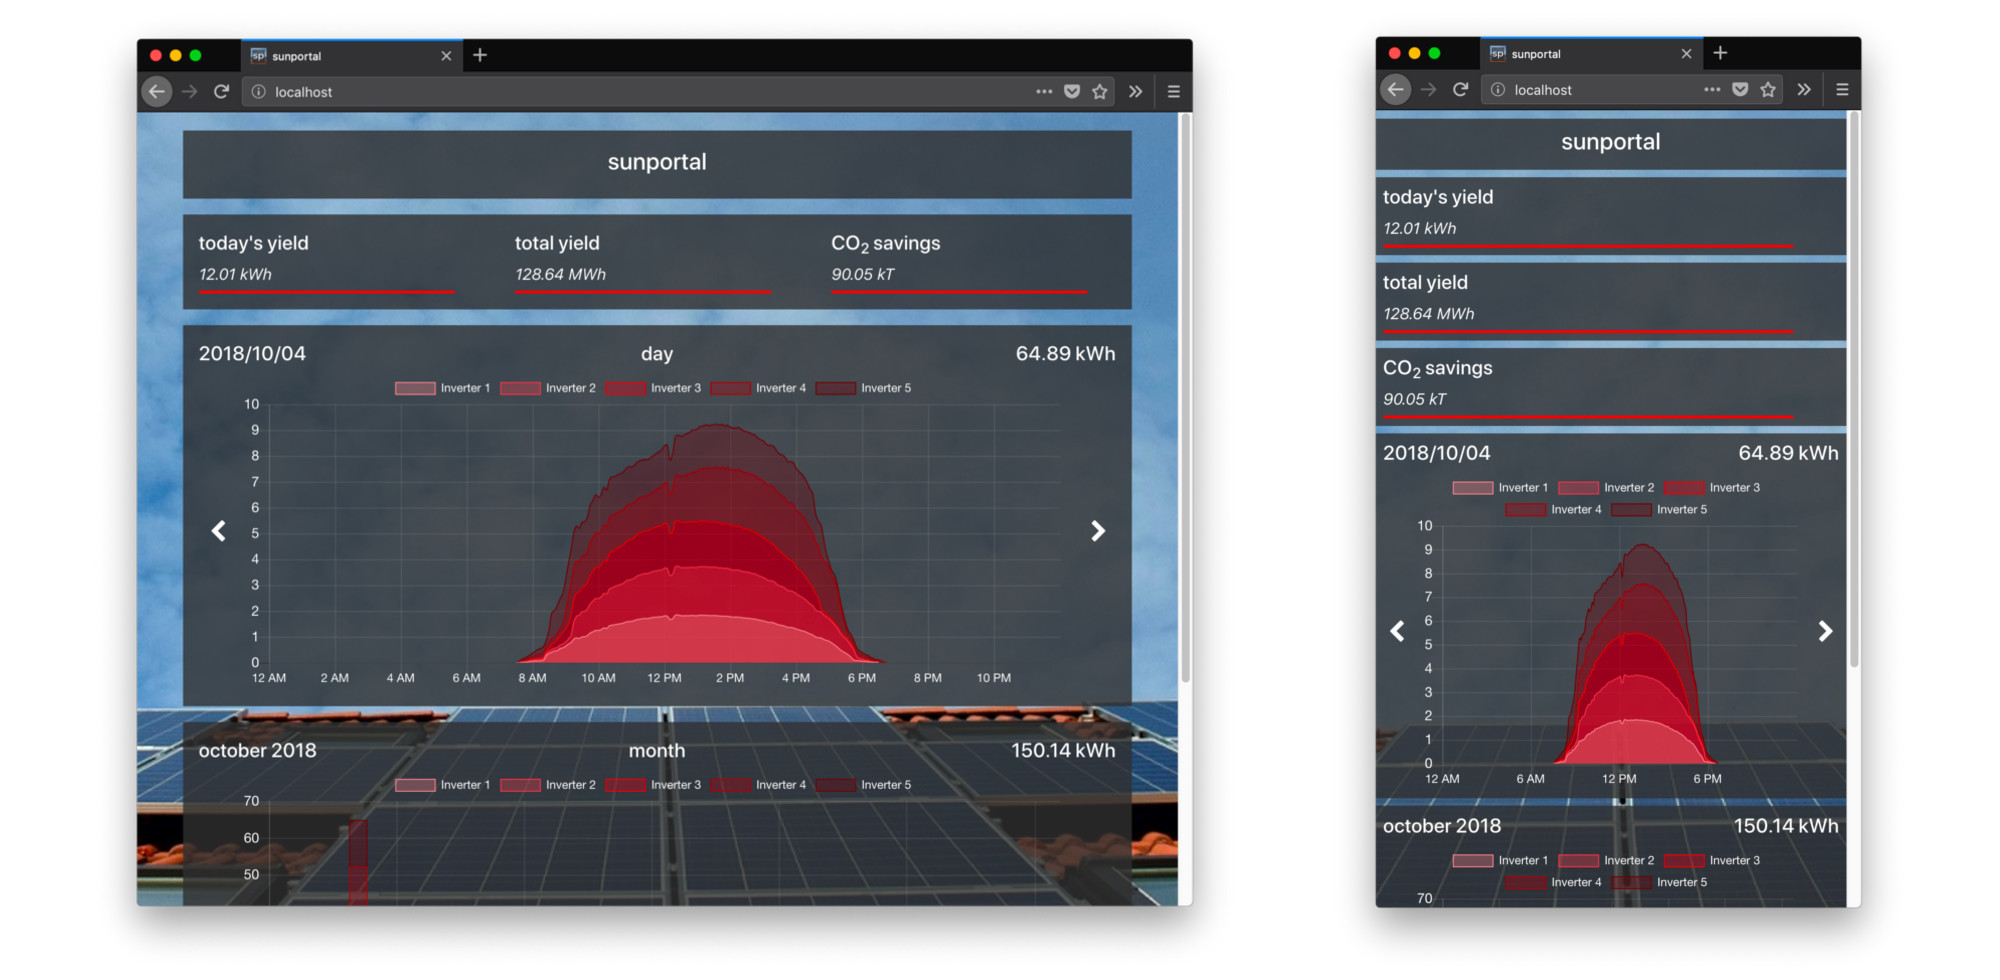 sp sunportal
localhost
sunportal
today's yield total yield CO2 savings
12.01 kWh 128.64 MWh 90.05 kT
2018/10/04 day 64.89 kWh
Inverter 1 Inverter 2 Inverter 3 Inverter 4 Inverter 5
10
9
8
7
6
5
4
3
2
1
0
12 AM 2 AM 4 AM 6 AM 8 AM 10 AM 12 PM 2 PM 4 PM 6 PM 8 PM 10 PM
october 2018 month 150.14 kWh
Inverter 1 Inverter 2 Inverter 3 Inverter 4 Inverter 5
70
60
50
sp sunportal
localhost
sunportal
today's yield
12.01 kWh
total yield
128.64 MWh
CO2 savings
90.05 kT
2018/10/04 64.89 kWh
Inverter 1 Inverter 2 Inverter 3
Inverter 4 Inverter 5
10
9
8
7
6
5
4
3
2
1
0
12 AM 6 AM 12 PM 6 PM
october 2018 150.14 kWh
Inverter 1 Inverter 2 Inverter 3
Inverter 4 Inverter 5
70